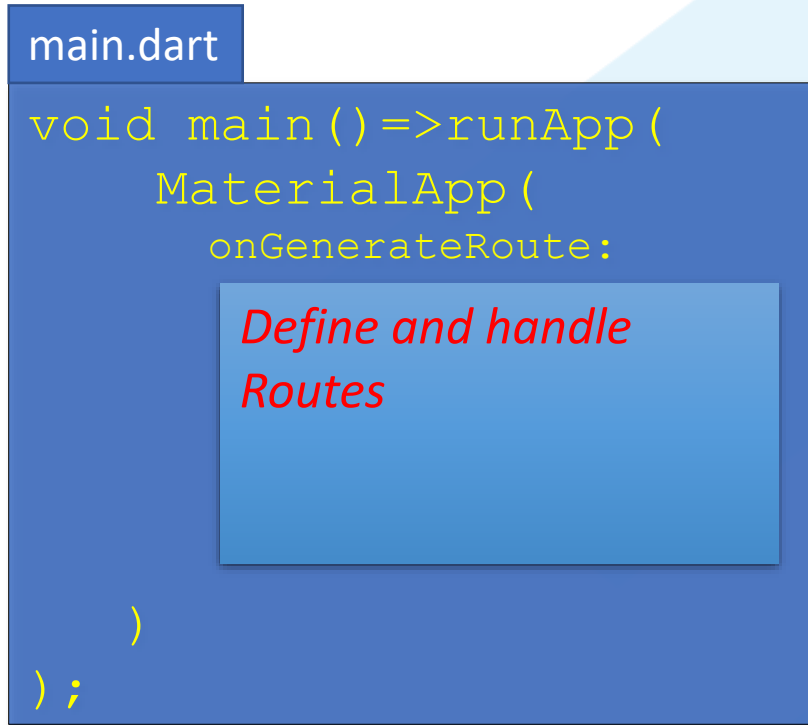 main.dart
void main()=>runApp(
MaterialApp(
onGenerateRoute:
Define and handle
Routes
)
);